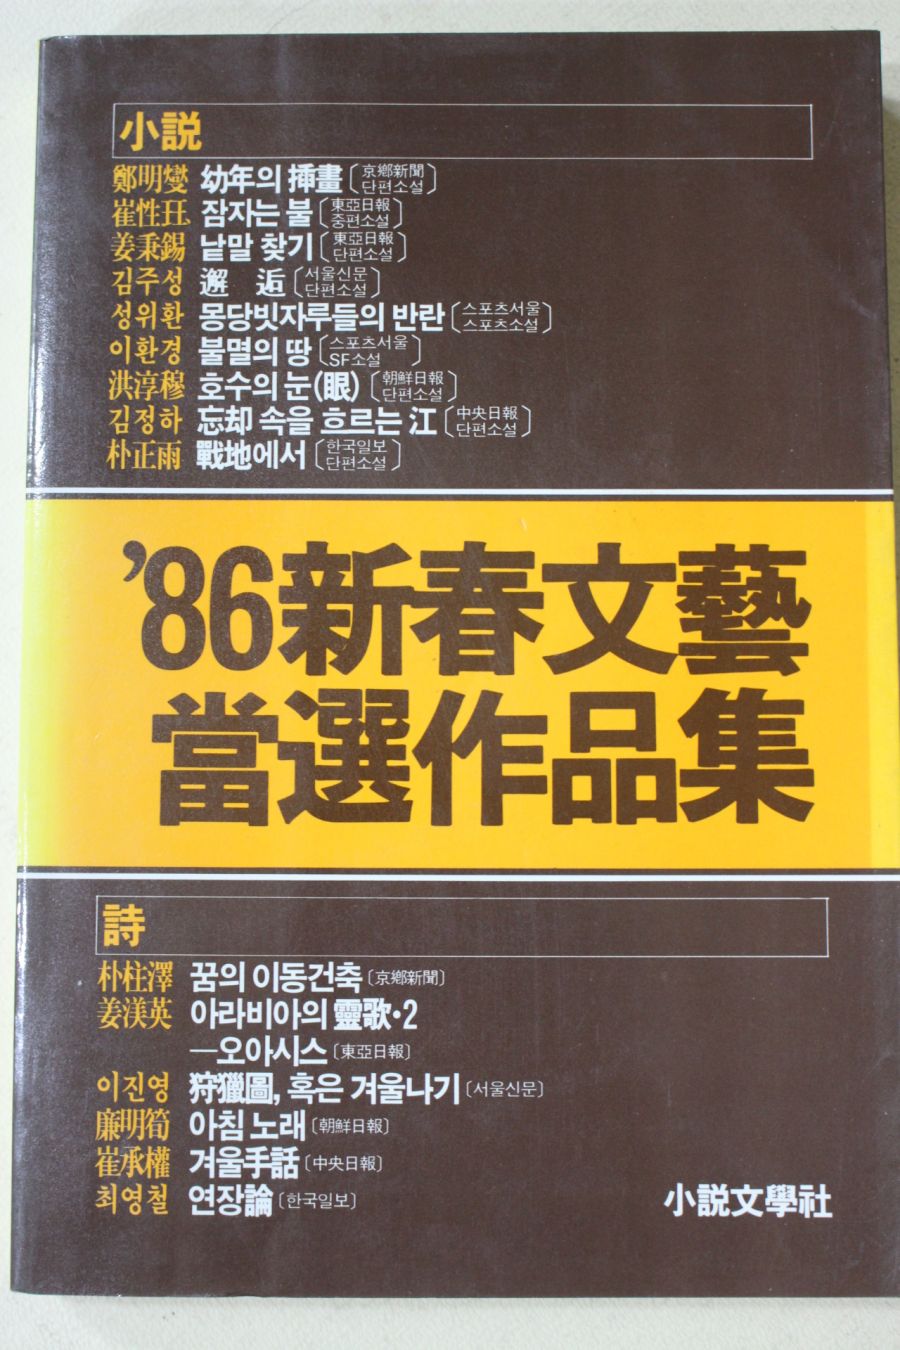 小説
鄭明燮 幼年의 揷畫〔京鄕新聞 단편소설〕
崔性玨 잠자는 불〔東亞日報 중편소설〕
姜秉錫 낱말 찾기〔東亞日報 단편소설〕
김주성 邂逅〔서울신문 단편소설〕
성위환 몽당빗자루들의 반란〔스포츠서울 스포츠소설〕
이환경 불멸의 땅〔스포츠서울 SF소설〕
洪淳穆 호수의 눈(眼)〔朝鮮日報 단편소설〕
김정하 忘却 속을 흐르는 江〔中央日報 단편소설〕
朴正雨 戰地에서〔한국일보 단편소설〕
'86新春文藝
當選作品集
詩
朴柱澤 꿈의 이동건축〔京鄕新聞〕
姜渼英 아라비아의 靈歌·2
—오아시스〔東亞日報〕
이진영 狩獵圖, 혹은 겨울나기〔서울신문〕
廉明筍 아침 노래〔朝鮮日報〕
崔承權 겨울手話〔中央日報〕
최영철 연장論〔한국일보〕
小説文學社